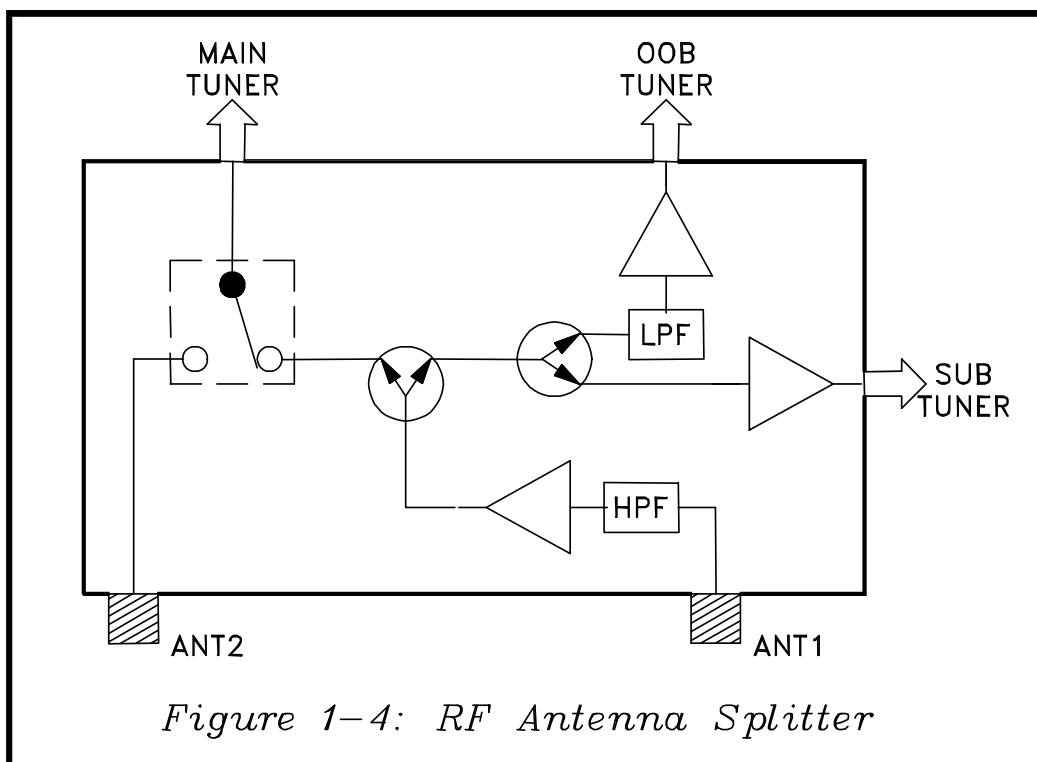 MAIN
TUNER
OOB
TUNER
LPF
SUB
TUNER
HPF
ANT2
ANT1
Figure 1-4: RF Antenna Splitter